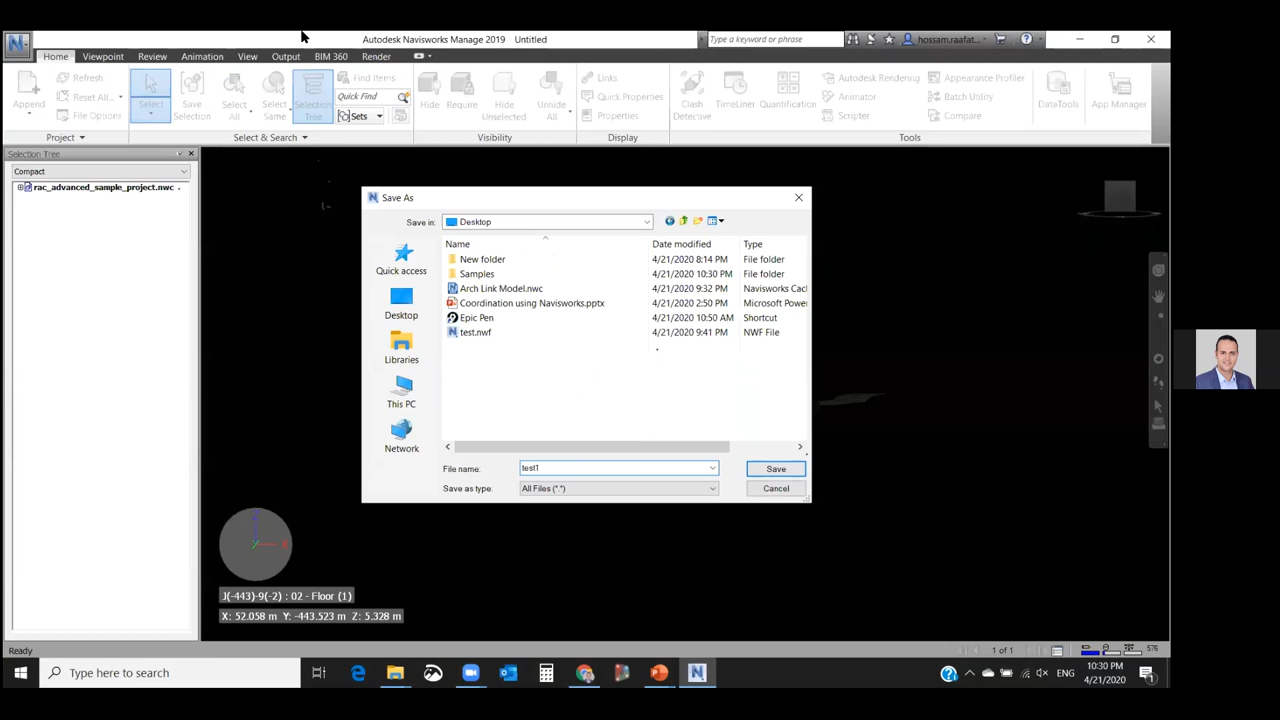 Autodesk Navisworks Manage 2019 Untitled
Type a keyword or phrase
hossam.raafat...
Home Viewpoint Review Animation View Output BIM 360 Render
Append
Refresh
Reset All...
File Options
Project
Select
Save Selection
Select All
Select Same
Selection Tree
Find Items
Quick Find
Sets
Select & Search
Hide
Require
Hide Unselected
Unhide All
Visibility
Links
Quick Properties
Properties
Display
Clash Detective
TimeLiner
Quantification
Autodesk Rendering
Animator
Scripter
Appearance Profiler
Batch Utility
Compare
DataTools
App Manager
Tools
Selection Tree
Compact
rac_advanced_sample_project.nwc
Save As
Save in: Desktop
Name Date modified Type
New folder 4/21/2020 8:14 PM File folder
Samples 4/21/2020 10:30 PM File folder
Arch Link Model.nwc 4/21/2020 9:32 PM Navisworks Cacl
Coordination using Navisworks.pptx 4/21/2020 2:50 PM Microsoft Power
Epic Pen 4/21/2020 10:50 AM Shortcut
test.nwf 4/21/2020 9:41 PM NWF File
Quick access
Desktop
Libraries
This PC
Network
File name: test1
Save
Save as type: All Files (*.*)
Cancel
J(-443)-9(-2) : 02 - Floor (1)
X: 52.058 m Y: -443.523 m Z: 5.328 m
Ready
1 of 1
576
Type here to search
ENG
10:30 PM
4/21/2020